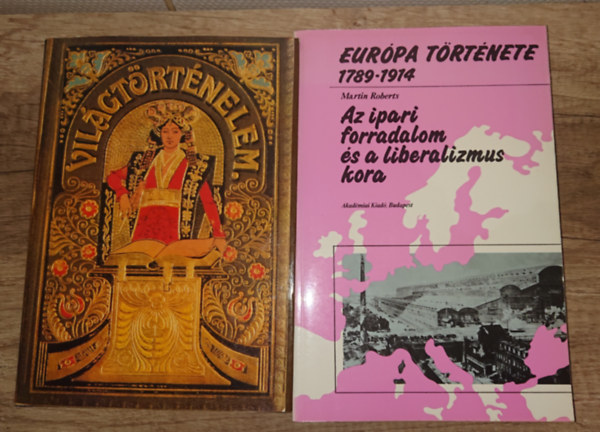 VILÁGTÖRTÉNELEM.
EURÓPA TÖRTÉNETE
1789-1914
Martin Roberts
Az ipari
forradalom
és a liberalizmus
kora
Akadémiai Kiadó Budapest